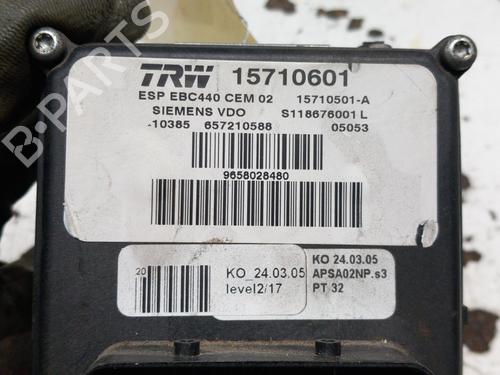 TRW 15710601
ESP EBC440 CEM 02 15710501-A
SIEMENS VDO S118676001 L
-10385 657210588 05053
9658028480
20 KO_24.03.05 KO 24.03.05
level2/17 APSA02NP.s3
PT 32